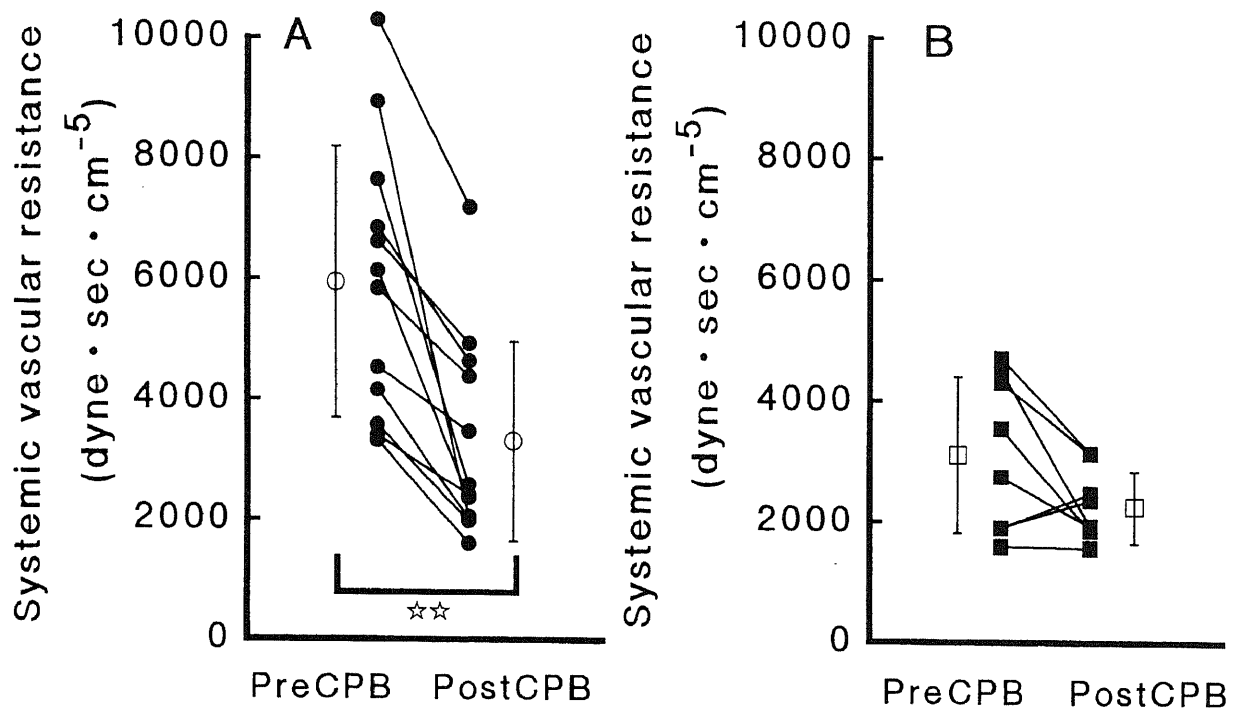 Systemic vascular resistance
(dyne · sec · cm⁻⁵)
A
10000
8000
6000
4000
2000
0
☆☆
PreCPB PostCPB
Systemic vascular resistance
(dyne · sec · cm⁻⁵)
B
10000
8000
6000
4000
2000
0
PreCPB PostCPB